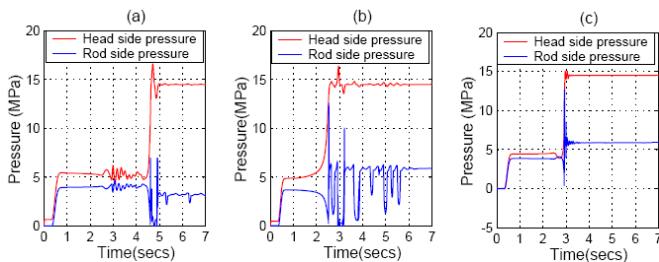 (a)
Head side pressure
Rod side pressure
20
15
10
5
0
Pressure (MPa)
0 1 2 3 4 5 6 7
Time(secs)
(b)
Head side pressure
Rod side pressure
20
15
10
5
0
Pressure(MPa)
0 1 2 3 4 5 6 7
Time(secs)
(c)
Head side pressure
Rod side pressure
20
15
10
5
0
-5
Pressure (MPa)
0 1 2 3 4 5 6 7
Time(secs)